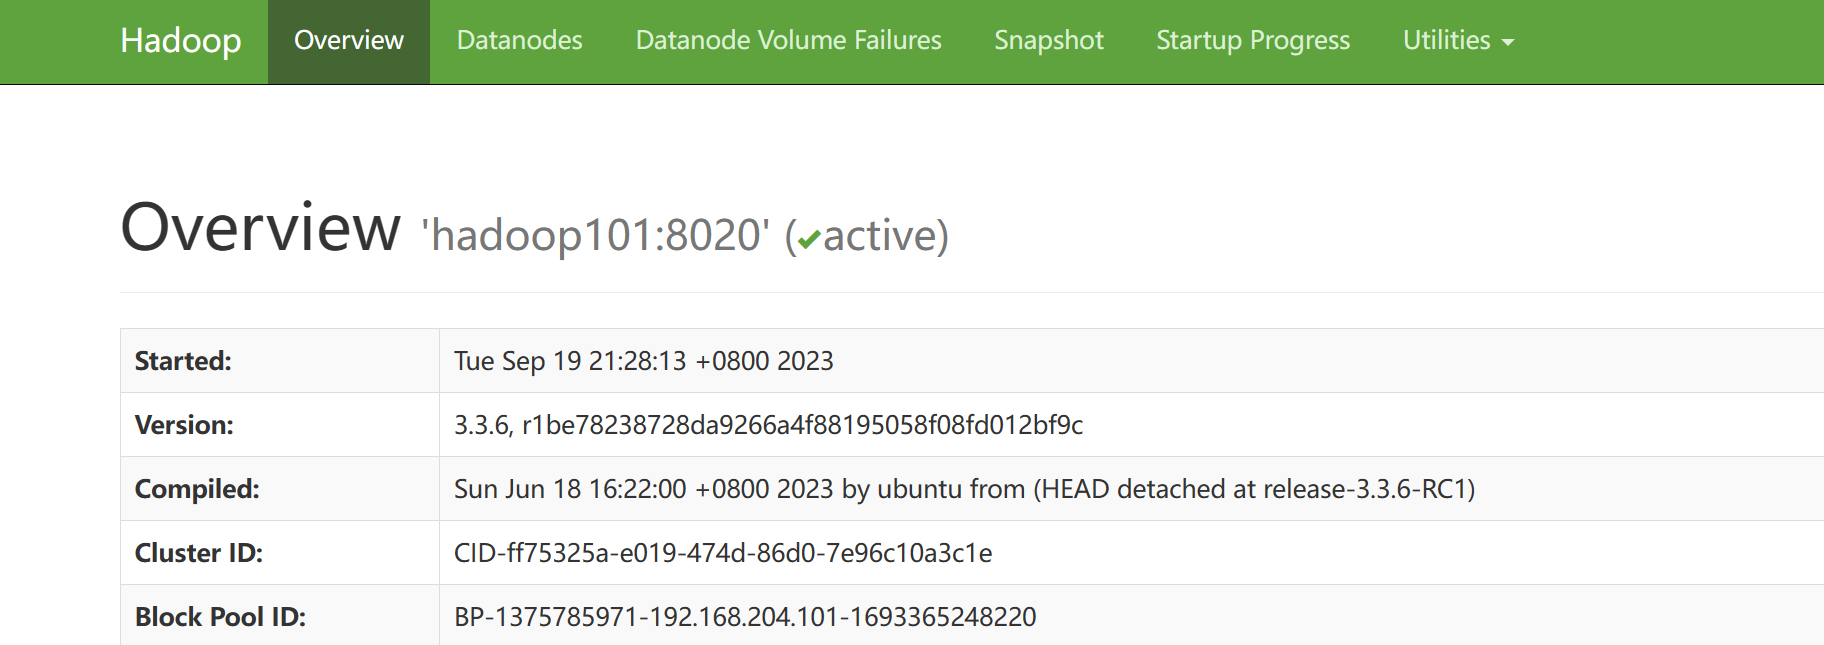 Hadoop Overview Datanodes Datanode Volume Failures Snapshot Startup Progress Utilities
Overview 'hadoop101:8020' (✔active)
Started: Tue Sep 19 21:28:13 +0800 2023
Version: 3.3.6, r1be78238728da9266a4f88195058f08fd012bf9c
Compiled: Sun Jun 18 16:22:00 +0800 2023 by ubuntu from (HEAD detached at release-3.3.6-RC1)
Cluster ID: CID-ff75325a-e019-474d-86d0-7e96c10a3c1e
Block Pool ID: BP-1375785971-192.168.204.101-1693365248220